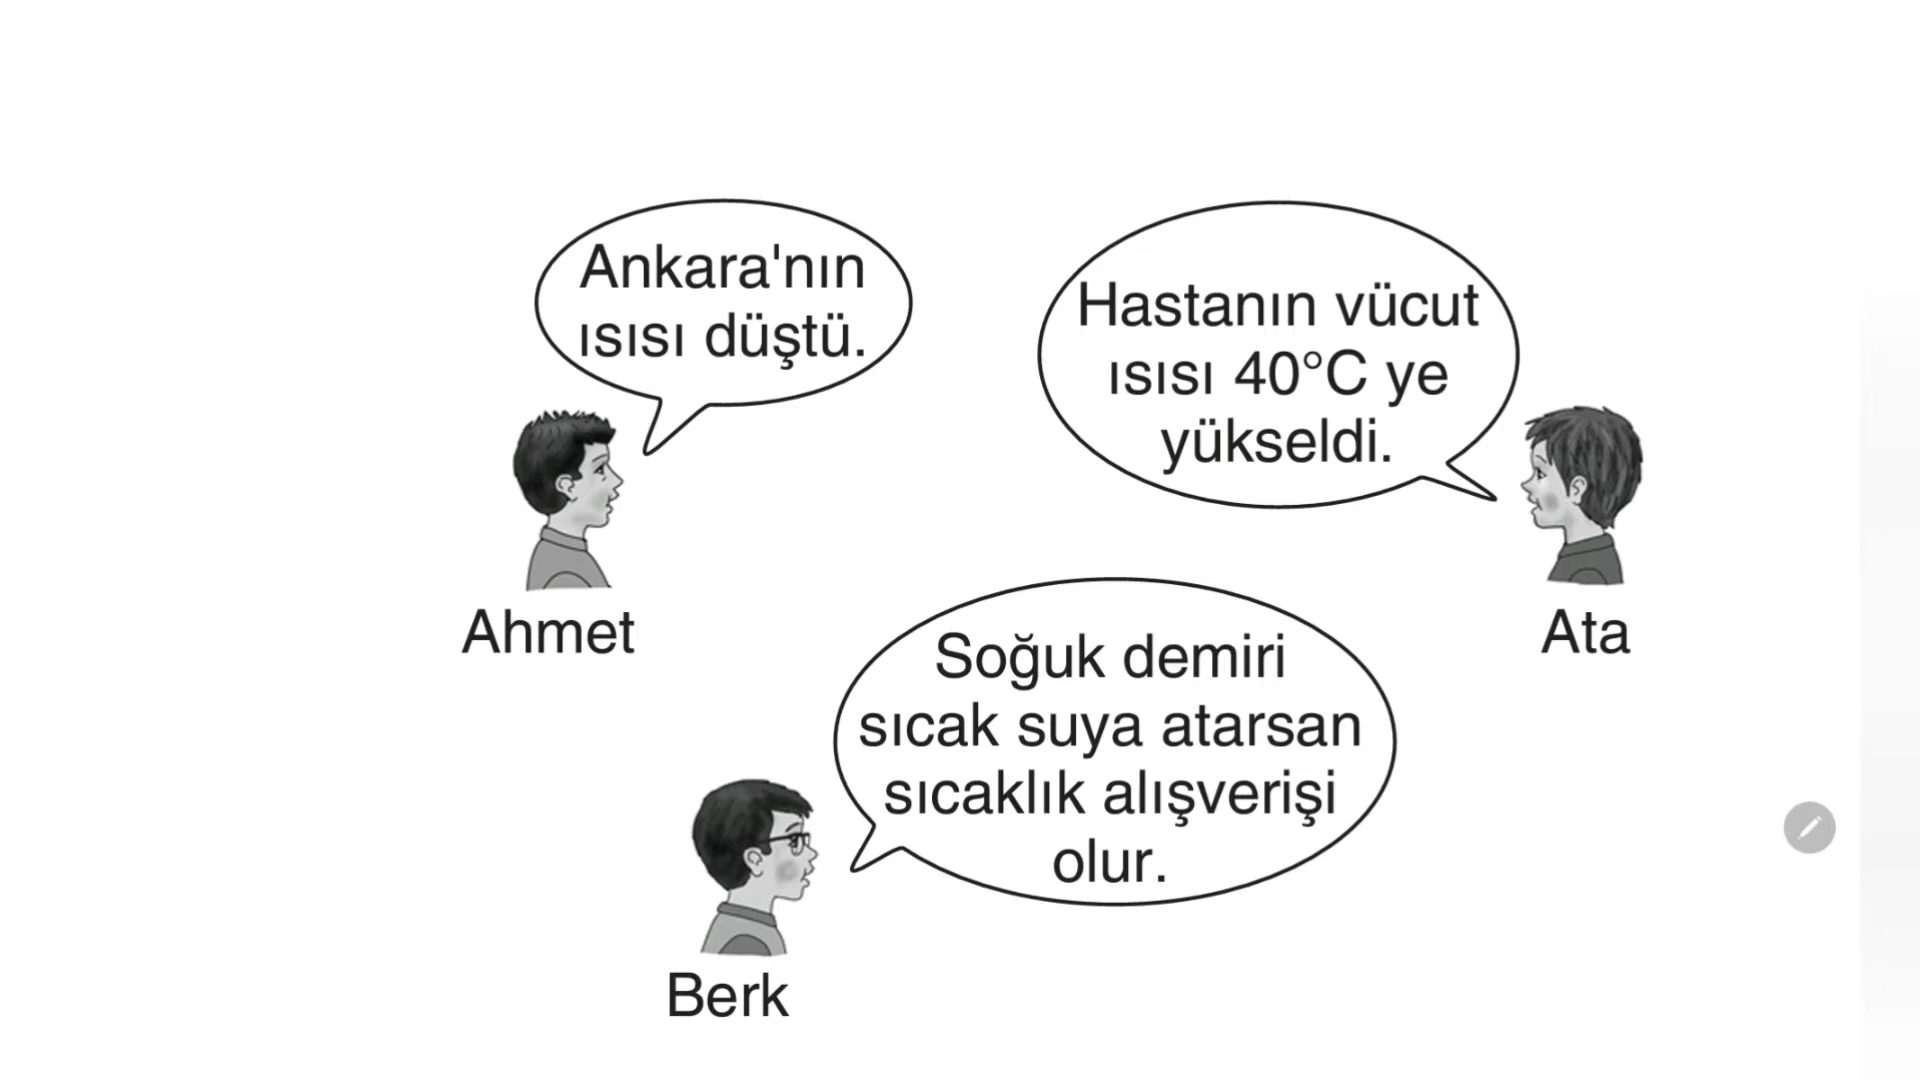 Ankara'nın
ısısı düştü.
Ahmet
Hastanın vücut
ısısı 40°C ye
yükseldi.
Ata
Soğuk demiri
sıcak suya atarsan
sıcaklık alışverişi
olur.
Berk